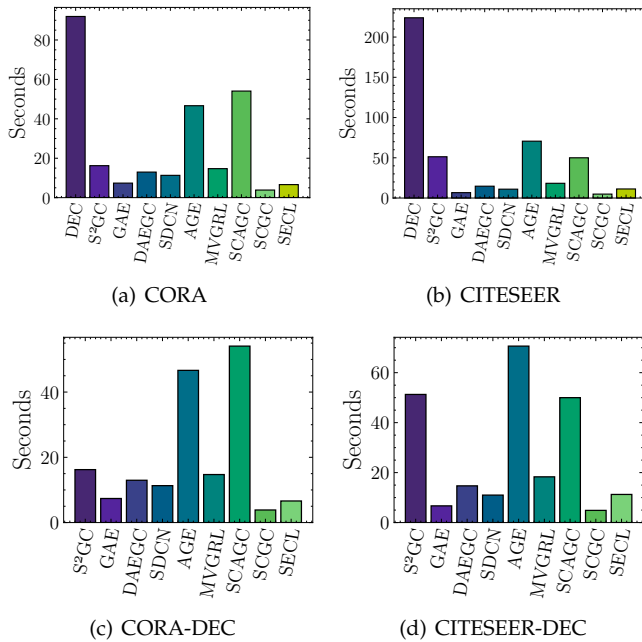 Seconds
80
60
40
20
0
DEC
S²GC
GAE
DAEGC
SDCN
AGE
MVGRL
SCAGC
SCGC
SECL
(a) CORA
Seconds
200
150
100
50
0
DEC
S²GC
GAE
DAEGC
SDCN
AGE
MVGRL
SCAGC
SCGC
SECL
(b) CITESEER
Seconds
40
20
0
S²GC
GAE
DAEGC
SDCN
AGE
MVGRL
SCAGC
SCGC
SECL
(c) CORA-DEC
Seconds
60
40
20
0
S²GC
GAE
DAEGC
SDCN
AGE
MVGRL
SCAGC
SCGC
SECL
(d) CITESEER-DEC